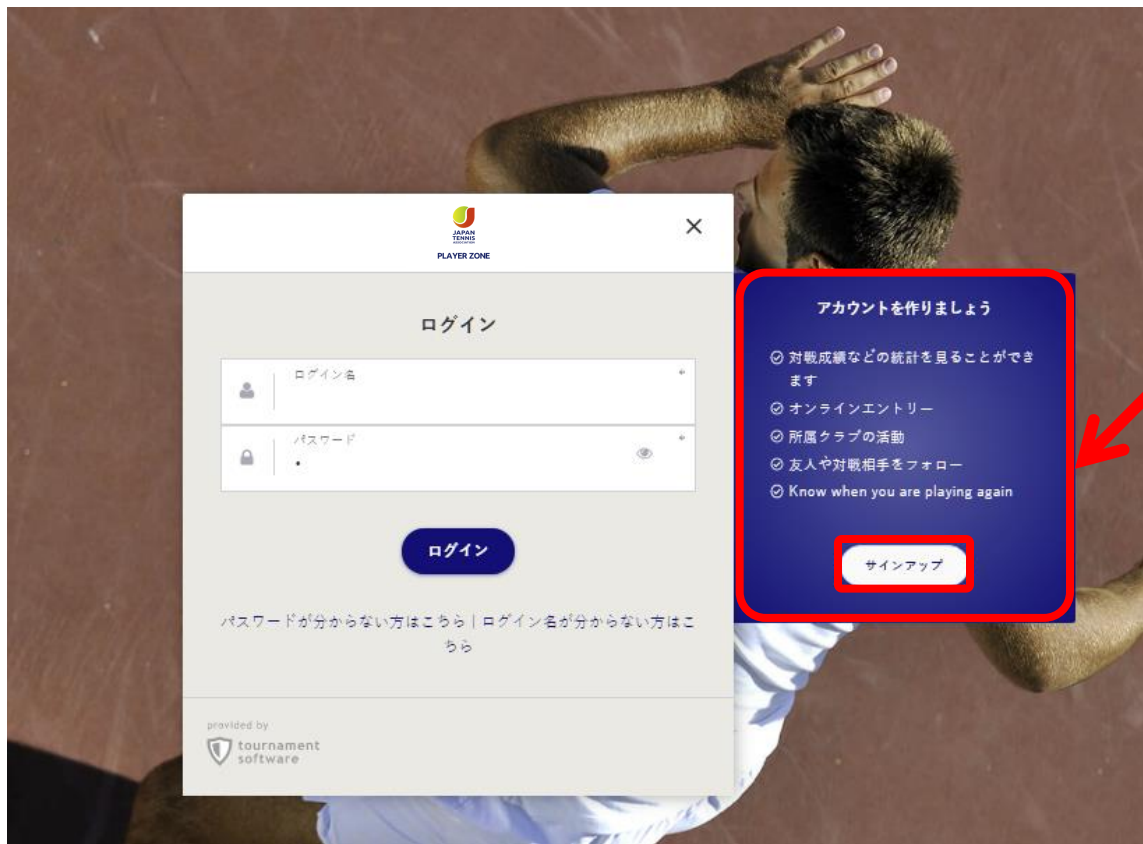 JAPAN
TENNIS
ASSOCIATION
PLAYER ZONE
ログイン
ログイン名
パスワード
ログイン
パスワードが分からない方はこちら | ログイン名が分からない方はこ
ちら
provided by
tournament
software
アカウントを作りましょう
対戦成績などの統計を見ることができ
ます
オンラインエントリー
所属クラブの活動
友人や対戦相手をフォロー
Know when you are playing again
サインアップ